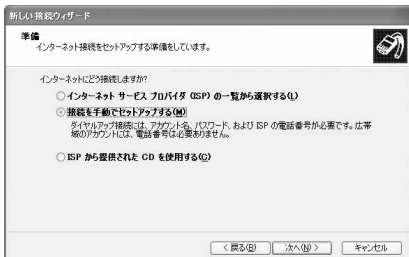 新しい接続ウィザード
準備
インターネット接続をセットアップする準備をしています。
インターネットにどう接続しますか?
インターネット サービス プロバイダ (ISP) の一覧から選択する(L)
接続を手動でセットアップする(M)
ダイヤルアップ接続には、アカウント名、パスワード、および ISP の電話番号が必要です。広帯
域のアカウントには、電話番号は必要ありません。
ISP から提供された CD を使用する(C)
< 戻る(B)
次へ(N) >
キャンセル